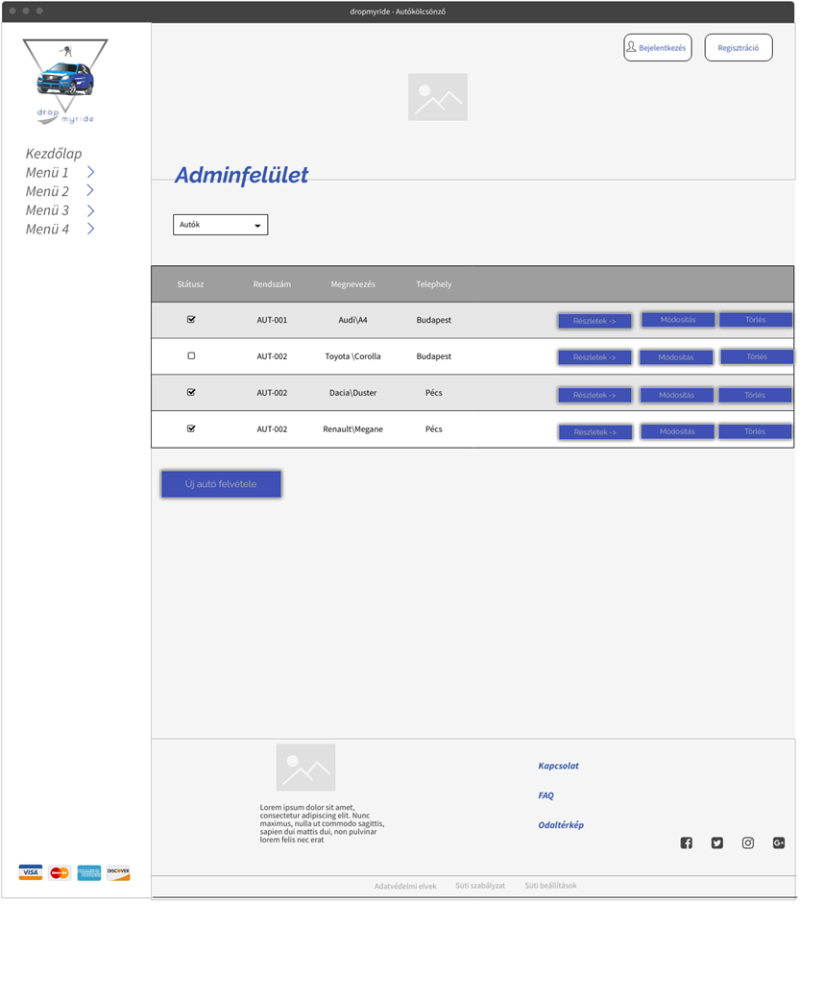 dropmyride - Autókölcsönző
Bejelentkezés
Regisztráció
drop
myride
Kezdőlap
Menü 1
Menü 2
Menü 3
Menü 4
Adminfelület
Autók
Státusz Rendszám Megnevezés Telephely
AUT-001 Audi\A4 Budapest Részletek -> Módosítás Törlés
AUT-002 Toyota \Corolla Budapest Részletek -> Módosítás Törlés
AUT-002 Dacia\Duster Pécs Részletek -> Módosítás Törlés
AUT-002 Renault\Megane Pécs Részletek -> Módosítás Törlés
Új autó felvétele
Lorem ipsum dolor sit amet,
consectetur adipiscing elit. Nunc
maximus, nulla ut commodo sagittis,
sapien dui mattis dui, non pulvinar
lorem felis nec erat
Kapcsolat
FAQ
Odaltérkép
VISA
DISCOVER
Adatvédelmi elvek Süti szabályzat Süti beállítások